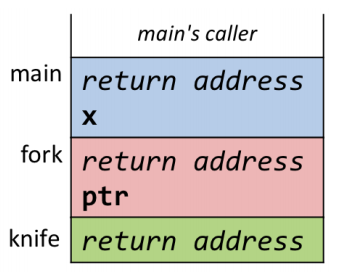 main's caller
main
return address
x
fork
return address
ptr
knife
return address